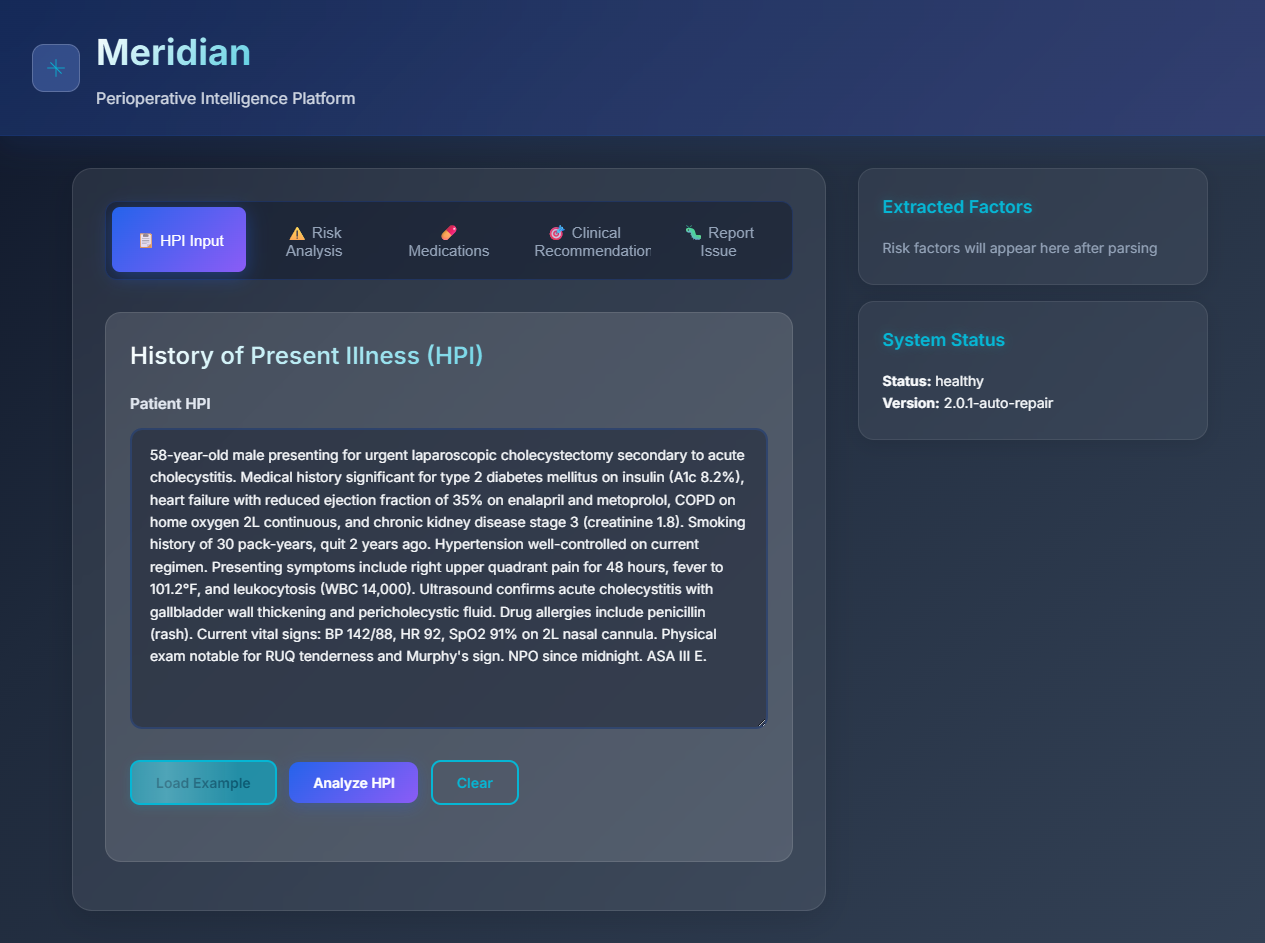 Meridian
Perioperative Intelligence Platform
📋 HPI Input
⚠️ Risk
Analysis
💊
Medications
🎯 Clinical
Recommendation
🐛 Report
Issue
History of Present Illness (HPI)
Patient HPI
58-year-old male presenting for urgent laparoscopic cholecystectomy secondary to acute
cholecystitis. Medical history significant for type 2 diabetes mellitus on insulin (A1c 8.2%),
heart failure with reduced ejection fraction of 35% on enalapril and metoprolol, COPD on
home oxygen 2L continuous, and chronic kidney disease stage 3 (creatinine 1.8). Smoking
history of 30 pack-years, quit 2 years ago. Hypertension well-controlled on current
regimen. Presenting symptoms include right upper quadrant pain for 48 hours, fever to
101.2°F, and leukocytosis (WBC 14,000). Ultrasound confirms acute cholecystitis with
gallbladder wall thickening and pericholecystic fluid. Drug allergies include penicillin
(rash). Current vital signs: BP 142/88, HR 92, SpO2 91% on 2L nasal cannula. Physical
exam notable for RUQ tenderness and Murphy's sign. NPO since midnight. ASA III E.
Load Example
Analyze HPI
Clear
Extracted Factors
Risk factors will appear here after parsing
System Status
Status: healthy
Version: 2.0.1-auto-repair